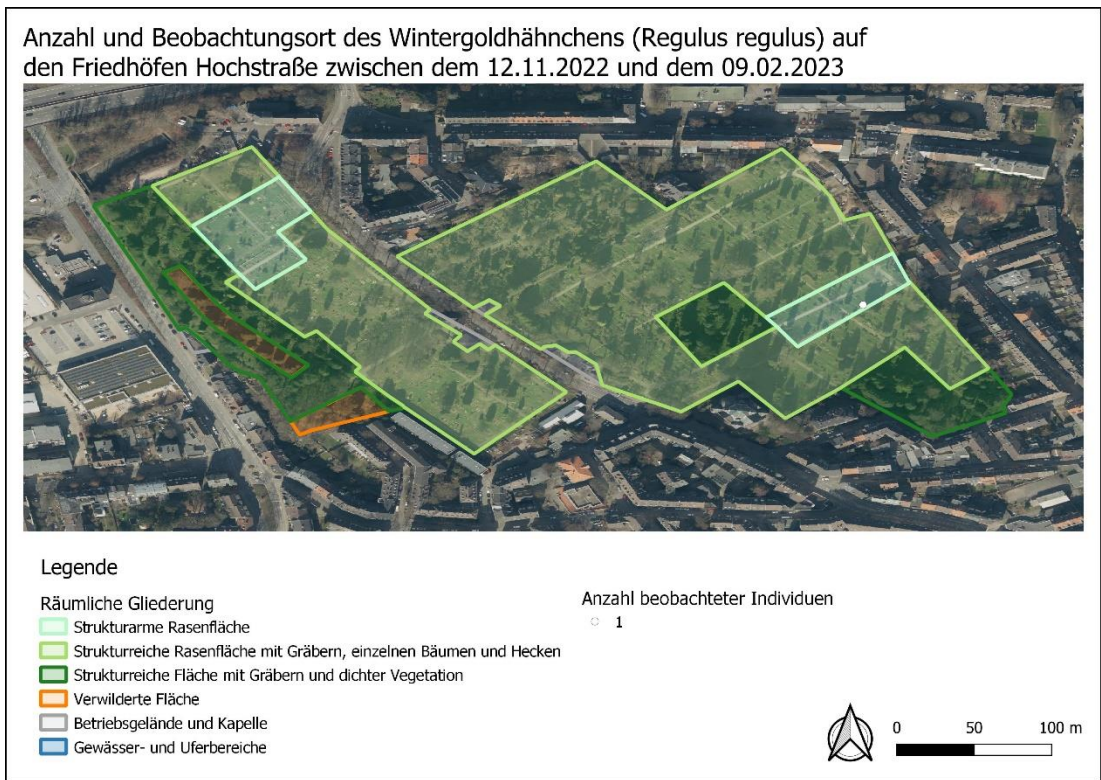 Anzahl und Beobachtungsort des Wintergoldhähnchens (Regulus regulus) auf
den Friedhöfen Hochstraße zwischen dem 12.11.2022 und dem 09.02.2023
Legende
Räumliche Gliederung
Strukturarme Rasenfläche
Strukturreiche Rasenfläche mit Gräbern, einzelnen Bäumen und Hecken
Strukturreiche Fläche mit Gräbern und dichter Vegetation
Verwilderte Fläche
Betriebsgelände und Kapelle
Gewässer- und Uferbereiche
Anzahl beobachteter Individuen
1
0 50 100 m